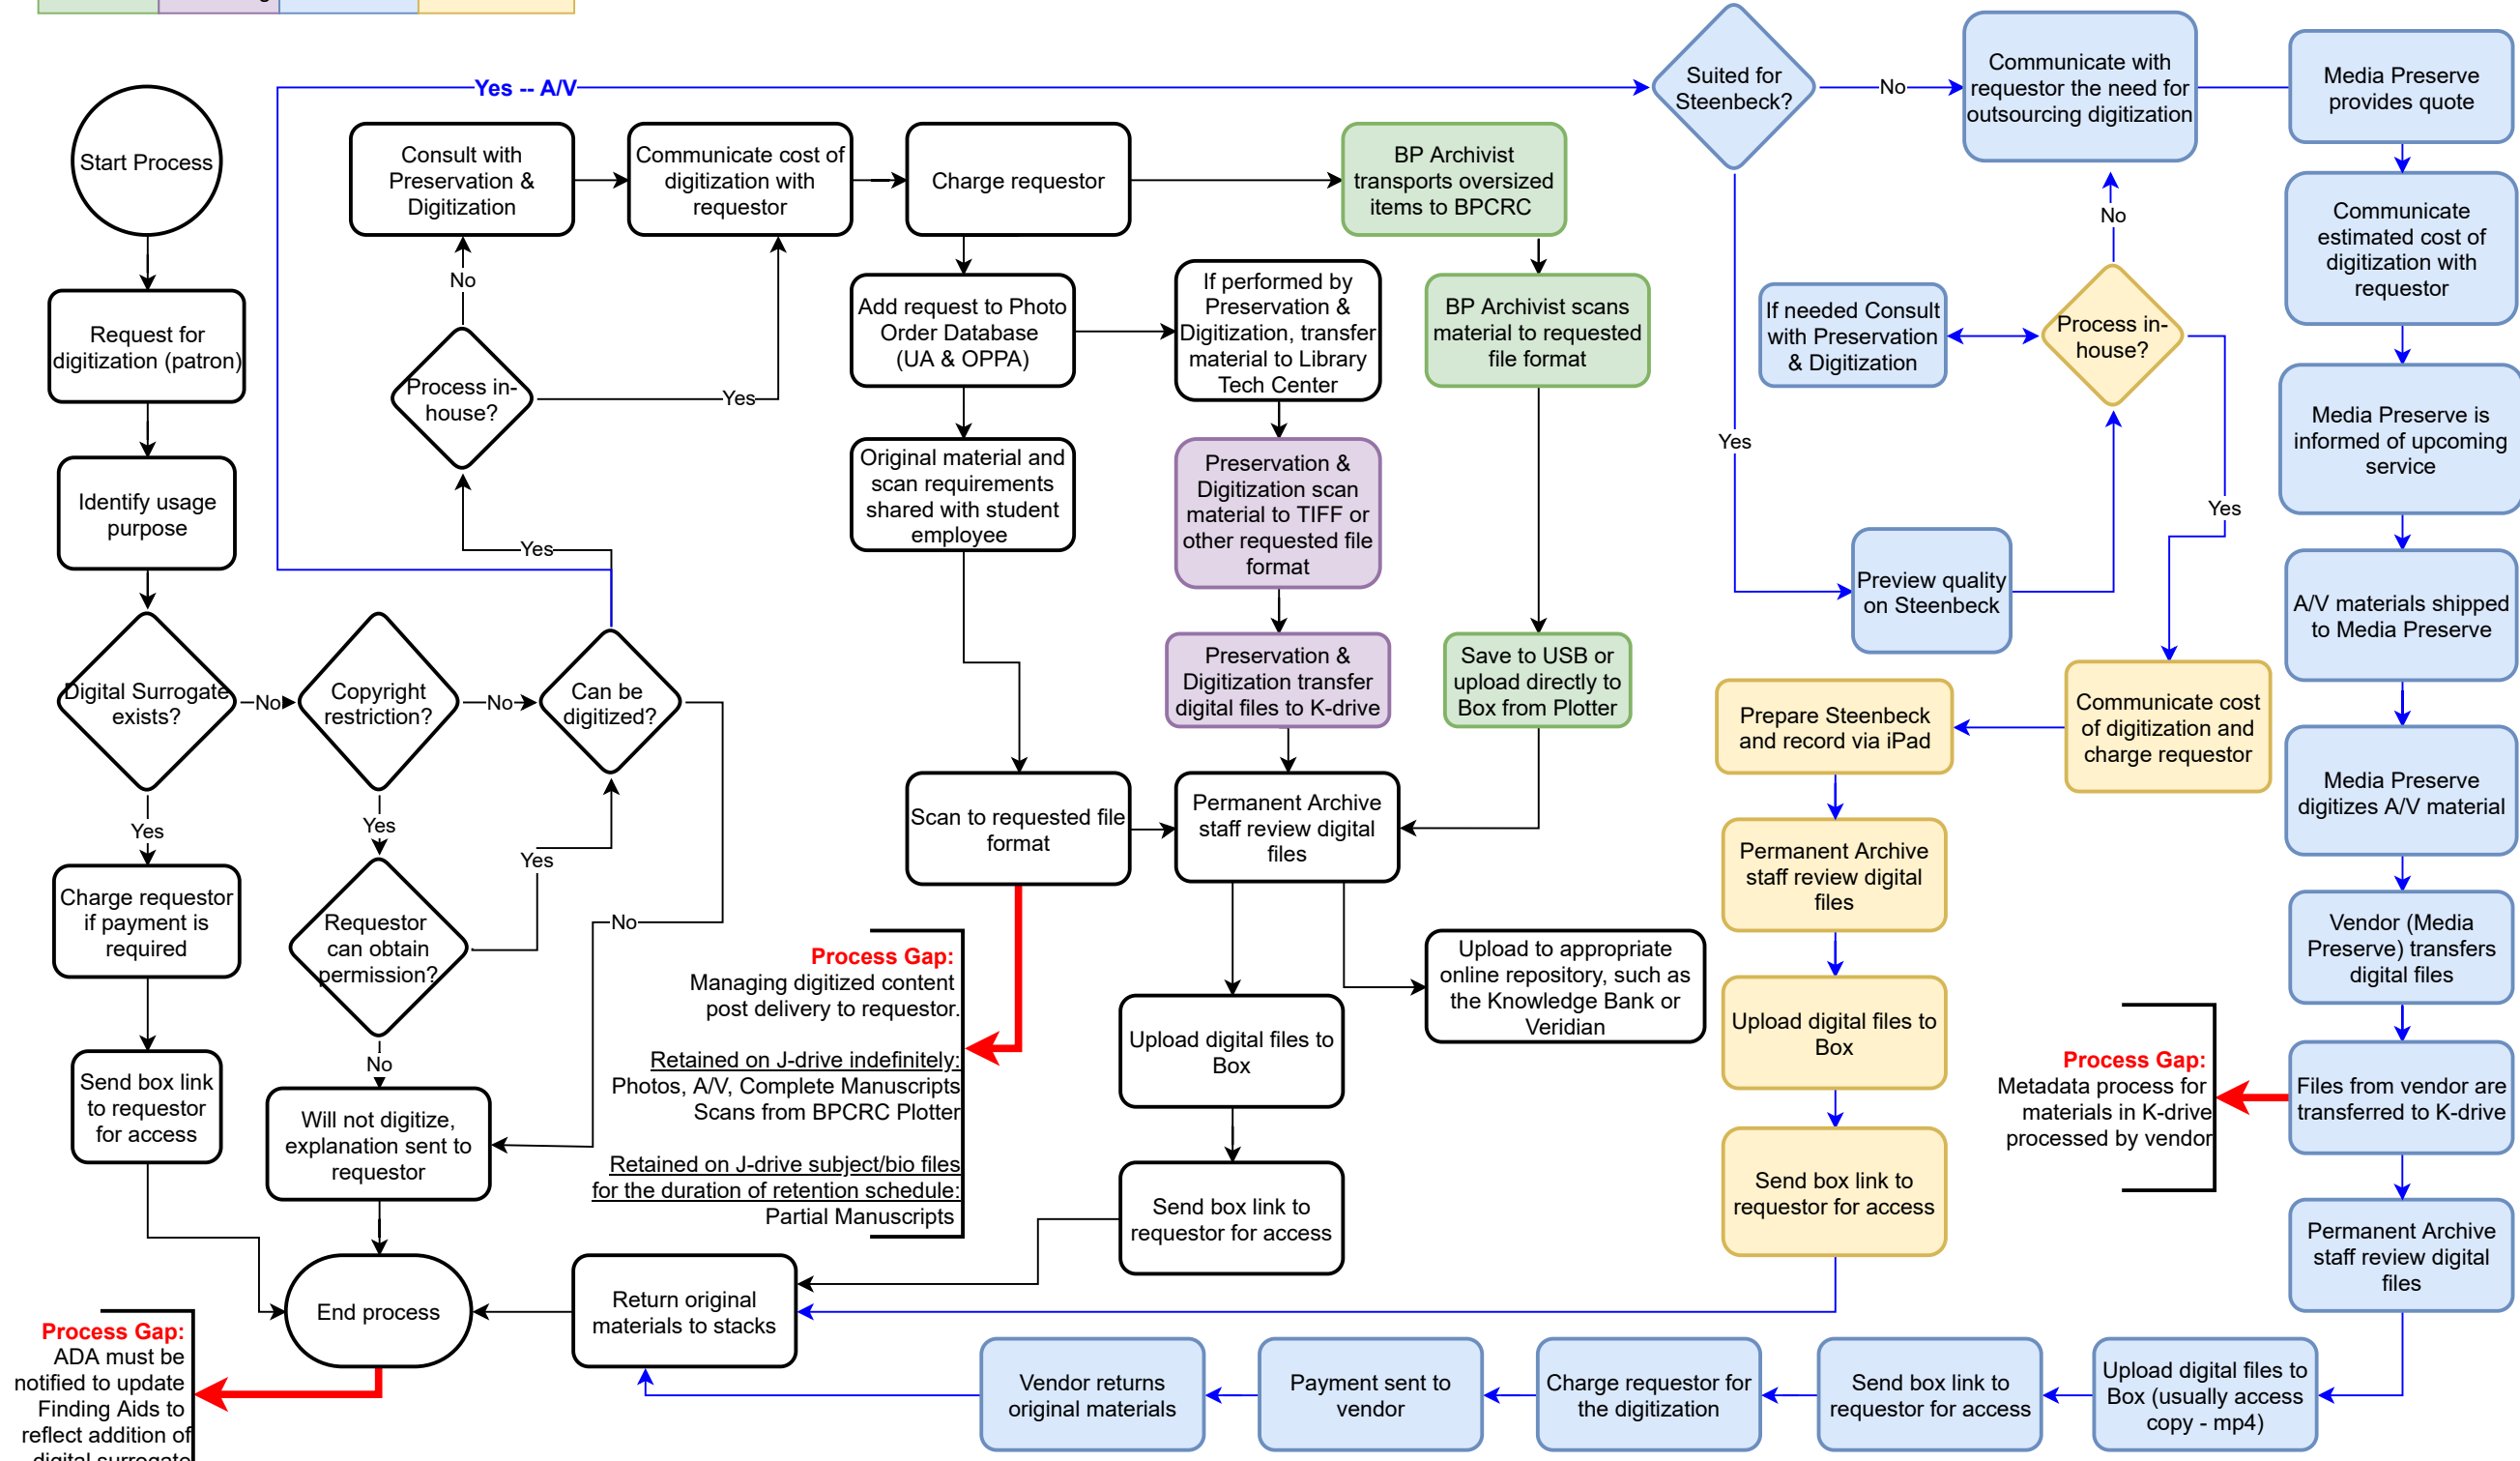 Yes -- A/V
Start Process
Request for
digitization (patron)
Identify usage
purpose
Digital Surrogate
exists?
No
Yes
Charge requestor
if payment is
required
Send box link
to requestor
for access
Copyright
restriction?
No
Yes
Requestor
can obtain
permission?
Yes
No
Will not digitize,
explanation sent to
requestor
End process
Process Gap:
ADA must be
notified to update
Finding Aids to
reflect addition of
digital surrogate
Can be
digitized?
Yes
No
Process in-
house?
No
Yes
Consult with
Preservation &
Digitization
Communicate cost of
digitization with
requestor
Charge requestor
Add request to Photo
Order Database
(UA & OPPA)
Original material and
scan requirements
shared with student
employee
Scan to requested file
format
Process Gap:
Managing digitized content
post delivery to requestor.
Retained on J-drive indefinitely:
Photos, A/V, Complete Manuscripts
Scans from BPCRC Plotter
Retained on J-drive subject/bio files
for the duration of retention schedule:
Partial Manuscripts
If performed by
Preservation &
Digitization, transfer
material to Library
Tech Center
Preservation &
Digitization scan
material to TIFF or
other requested file
format
Preservation &
Digitization transfer
digital files to K-drive
BP Archivist
transports oversized
items to BPCRC
BP Archivist scans
material to requested
file format
Save to USB or
upload directly to
Box from Plotter
Permanent Archive
staff review digital
files
Upload to appropriate
online repository, such as
the Knowledge Bank or
Veridian
Upload digital files to
Box
Send box link to
requestor for access
Return original
materials to stacks
Suited for
Steenbeck?
No
Yes
Preview quality
on Steenbeck
Process in-
house?
No
Yes
If needed Consult
with Preservation
& Digitization
Communicate cost
of digitization and
charge requestor
Prepare Steenbeck
and record via iPad
Permanent Archive
staff review digital
files
Upload digital files to
Box
Send box link to
requestor for access
Communicate with
requestor the need for
outsourcing digitization
Media Preserve
provides quote
Communicate
estimated cost of
digitization with
requestor
Media Preserve is
informed of upcoming
service
A/V materials shipped
to Media Preserve
Media Preserve
digitizes A/V material
Vendor (Media
Preserve) transfers
digital files
Files from vendor are
transferred to K-drive
Process Gap:
Metadata process for
materials in K-drive
processed by vendor
Permanent Archive
staff review digital
files
Upload digital files to
Box (usually access
copy - mp4)
Send box link to
requestor for access
Charge requestor for
the digitization
Payment sent to
vendor
Vendor returns
original materials